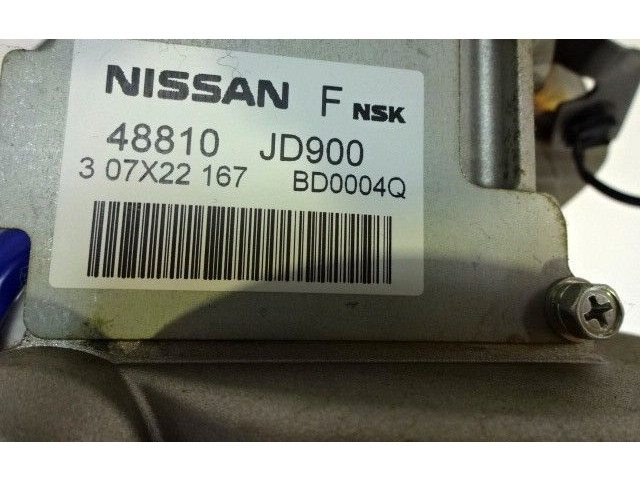 NISSAN F NSK
48810 JD900
3 07X22 167 BD0004Q